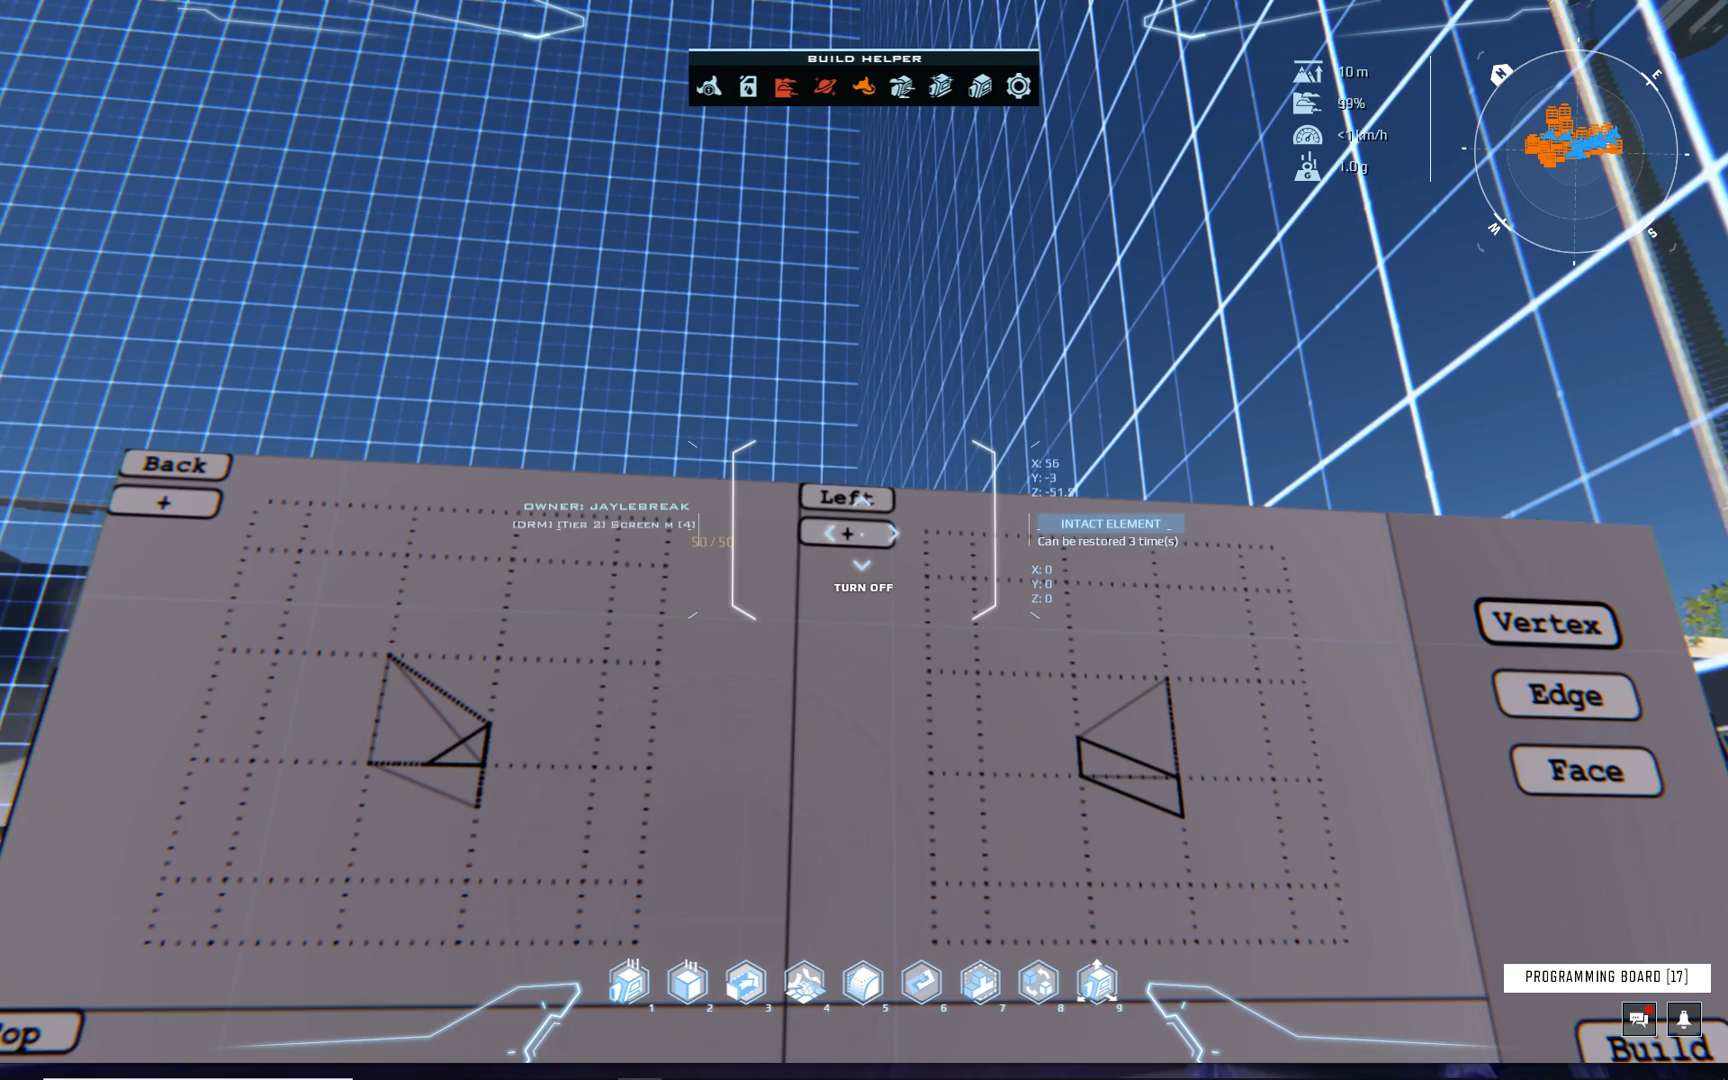 BUILD HELPER
10 m
99%
<1 km/h
1.0 g
N
E
W
S
Back
+
OWNER: JAYLEBREAK
[DRM] [Tier 2] Screen M [4]
50 / 50
Left
+
TURN OFF
X: 56
Y: -3
Z: -51.5
INTACT ELEMENT
Can be restored 3 time(s)
X: 0
Y: 0
Z: 0
Vertex
Edge
Face
PROGRAMMING BOARD [17]
1
2
3
4
5
6
7
8
9
op
Build